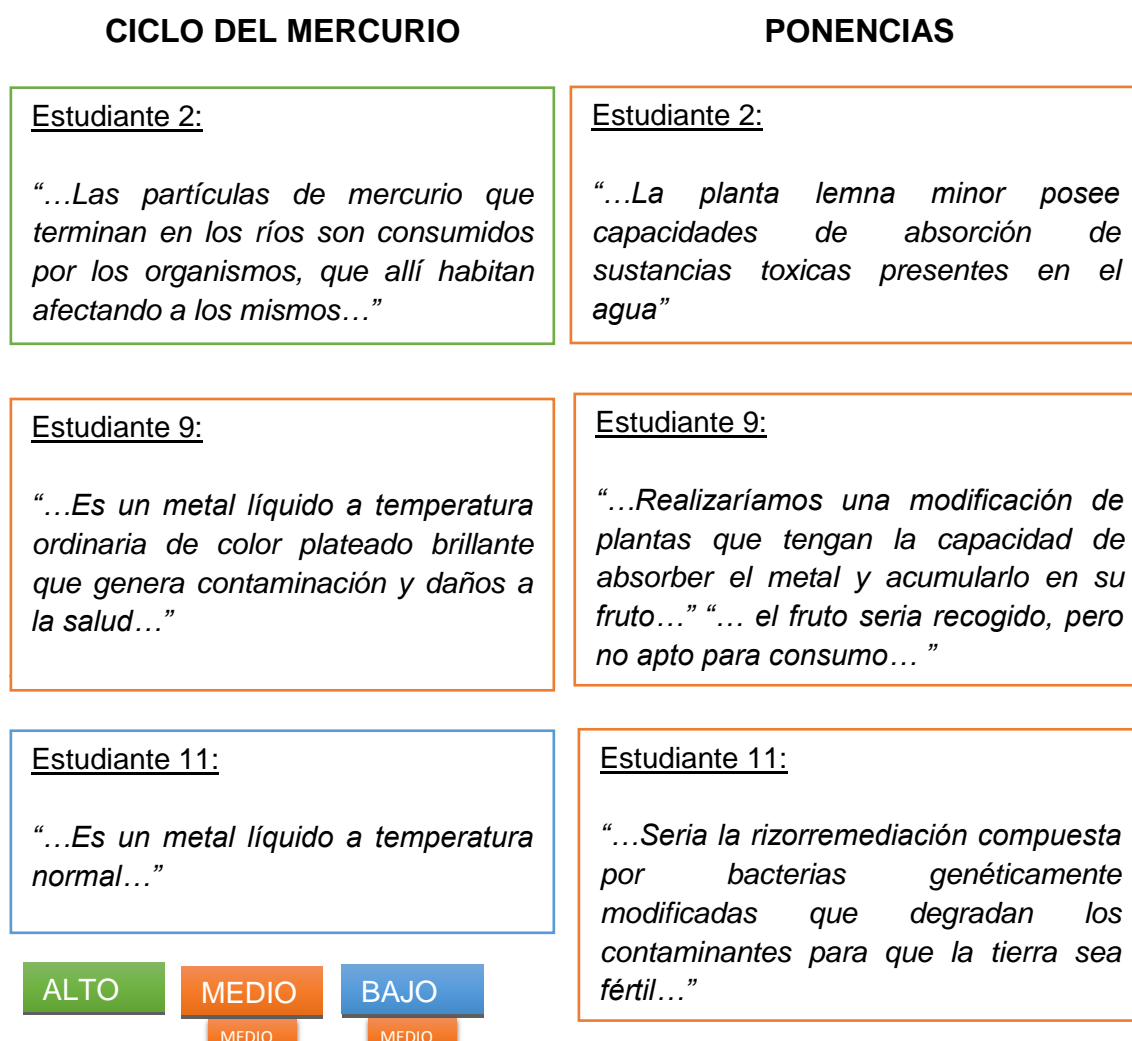 CICLO DEL MERCURIO
PONENCIAS
Estudiante 2:
“…Las partículas de mercurio que
terminan en los ríos son consumidos
por los organismos, que allí habitan
afectando a los mismos…”
Estudiante 2:
“…La planta lemna minor posee
capacidades de absorción de
sustancias toxicas presentes en el
agua”
Estudiante 9:
“…Es un metal líquido a temperatura
ordinaria de color plateado brillante
que genera contaminación y daños a
la salud…”
Estudiante 9:
“…Realizaríamos una modificación de
plantas que tengan la capacidad de
absorber el metal y acumularlo en su
fruto…” “… el fruto seria recogido, pero
no apto para consumo… ”
Estudiante 11:
“…Es un metal líquido a temperatura
normal…”
Estudiante 11:
“…Seria la rizorremediación compuesta
por bacterias genéticamente
modificadas que degradan los
contaminantes para que la tierra sea
fértil…”
ALTO
MEDIO
BAJO
MEDIO
MEDIO